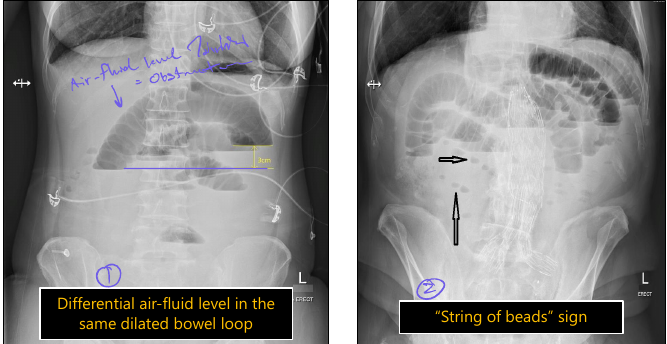 Air-fluid level
= Obstruction
3cm
1
L
ERECT
Differential air-fluid level in the
same dilated bowel loop
2
L
ERECT
“String of beads” sign